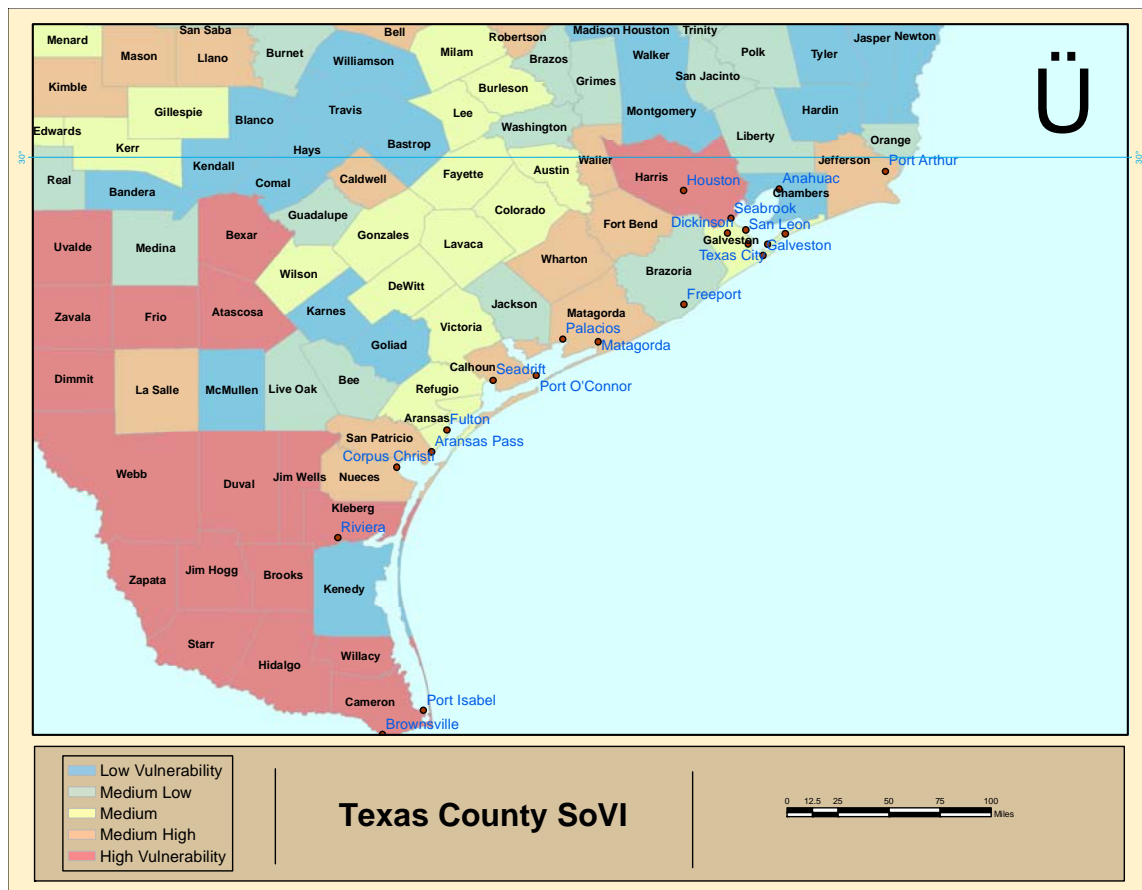 San Saba
Bell
Robertson
Madison Houston
Trinity
Jasper Newton
Menard
Mason
Llano
Burnet
Williamson
Milam
Brazos
Walker
Polk
Tyler
Ü
Kimble
Burleson
Grimes
San Jacinto
Gillespie
Travis
Lee
Montgomery
Hardin
Blanco
Washington
Liberty
Orange
Edwards
Kerr
Hays
Bastrop
30°
30°
Kendall
Fayette
Austin
Waller
Jefferson
Port Arthur
Real
Bandera
Comal
Caldwell
Harris
Houston
Anahuac
Chambers
Guadalupe
Colorado
Seabrook
Uvalde
Medina
Bexar
Gonzales
Lavaca
Fort Bend
Dickinson
San Leon
Galveston
Galveston
Texas City
Wilson
Wharton
Brazoria
DeWitt
Freeport
Zavala
Frio
Atascosa
Karnes
Jackson
Matagorda
Victoria
Palacios
Goliad
Matagorda
Dimmit
La Salle
McMullen
Live Oak
Bee
Calhoun
Seadrift
Port O'Connor
Refugio
Aransas
Fulton
San Patricio
Aransas Pass
Corpus Christi
Webb
Duval
Jim Wells
Nueces
Kleberg
Riviera
Zapata
Jim Hogg
Brooks
Kenedy
Starr
Hidalgo
Willacy
Cameron
Port Isabel
Brownsville
Low Vulnerability
Medium Low
Medium
Medium High
High Vulnerability
Texas County SoVI
0 12.5 25 50 75 100
Miles